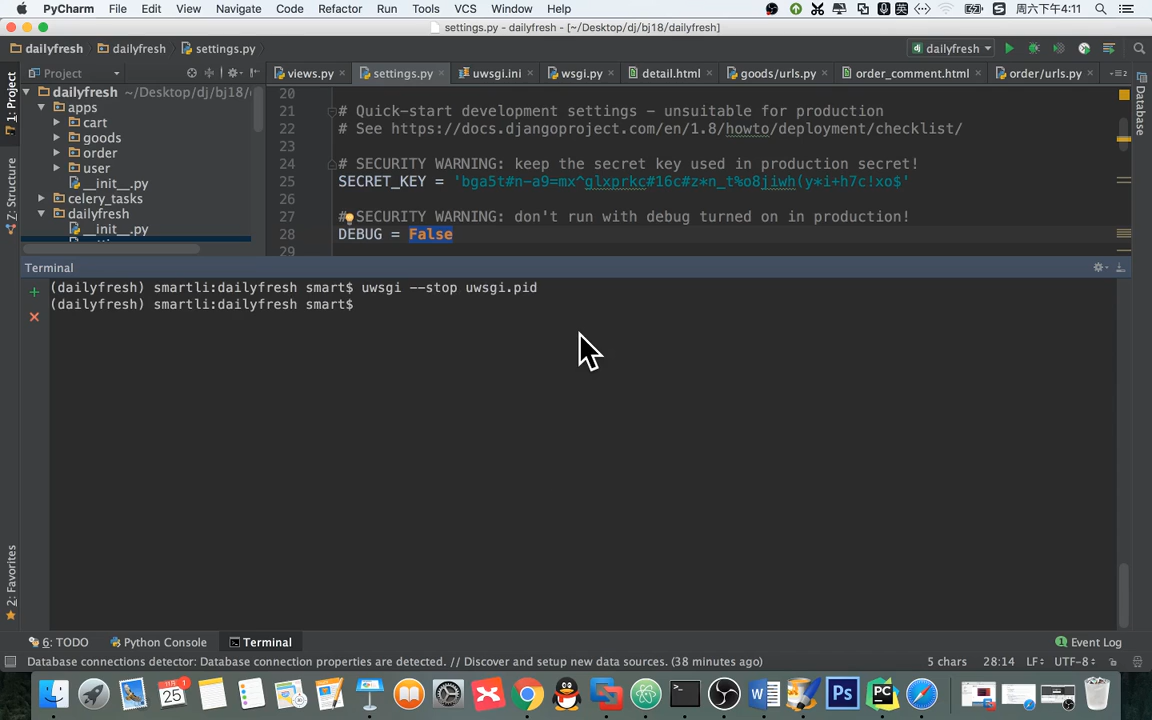 PyCharm File Edit View Navigate Code Refactor Run Tools VCS Window Help 周六下午4:11
settings.py - dailyfresh - [~/Desktop/dj/bj18/dailyfresh]
dailyfresh dailyfresh settings.py dailyfresh
Project views.py settings.py uwsgi.ini wsgi.py detail.html goods/urls.py order_comment.html order/urls.py
1: Project
Z: Structure
2: Favorites
Database
dailyfresh ~/Desktop/dj/bj18/
apps
cart
goods
order
user
__init__.py
celery_tasks
dailyfresh
__init__.py
20
21 # Quick-start development settings - unsuitable for production
22 # See https://docs.djangoproject.com/en/1.8/howto/deployment/checklist/
23
24 # SECURITY WARNING: keep the secret key used in production secret!
25 SECRET_KEY = 'bga5t#n-a9=mx^glxprkc#16c#z*n_t%o8jiwh(y*i+h7c!xo$'
26
27 # SECURITY WARNING: don't run with debug turned on in production!
28 DEBUG = False
29
Terminal
(dailyfresh) smartli:dailyfresh smart$ uwsgi --stop uwsgi.pid
(dailyfresh) smartli:dailyfresh smart$
6: TODO Python Console Terminal 1 Event Log
Database connections detector: Database connection properties are detected. // Discover and setup new data sources. (38 minutes ago) 5 chars 28:14 LF UTF-8